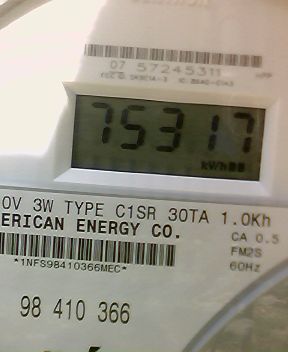 07 57245311
75317
kWh
0V 3W TYPE C1SR 30TA 1.0Kh
ERICAN ENERGY CO.
CA 0.5
FM2S
60Hz
*1NFS98410366MEC*
98 410 366